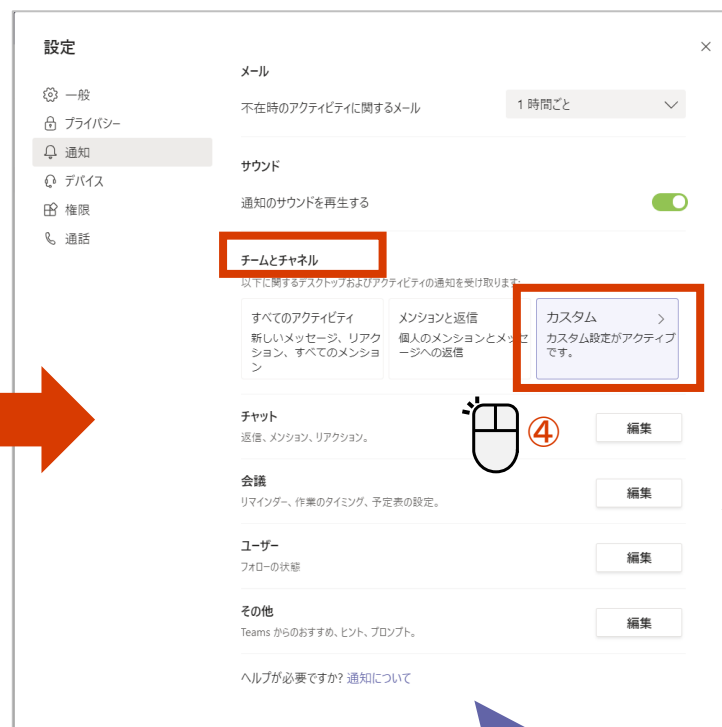 設定
一般
プライバシー
通知
デバイス
権限
通話
メール
不在時のアクティビティに関するメール
1 時間ごと
サウンド
通知のサウンドを再生する
チームとチャネル
以下に関するデスクトップおよびアクティビティの通知を受け取ります:
すべてのアクティビティ
新しいメッセージ、リアク
ション、すべてのメンショ
ン
メンションと返信
個人のメンションとメッセ
ージへの返信
カスタム
カスタム設定がアクティブ
です。
④
チャット
返信、メンション、リアクション。
編集
会議
リマインダー、作業のタイミング、予定表の設定。
編集
ユーザー
フォローの状態
編集
その他
Teams からのおすすめ、ヒント、プロンプト。
編集
ヘルプが必要ですか? 通知について